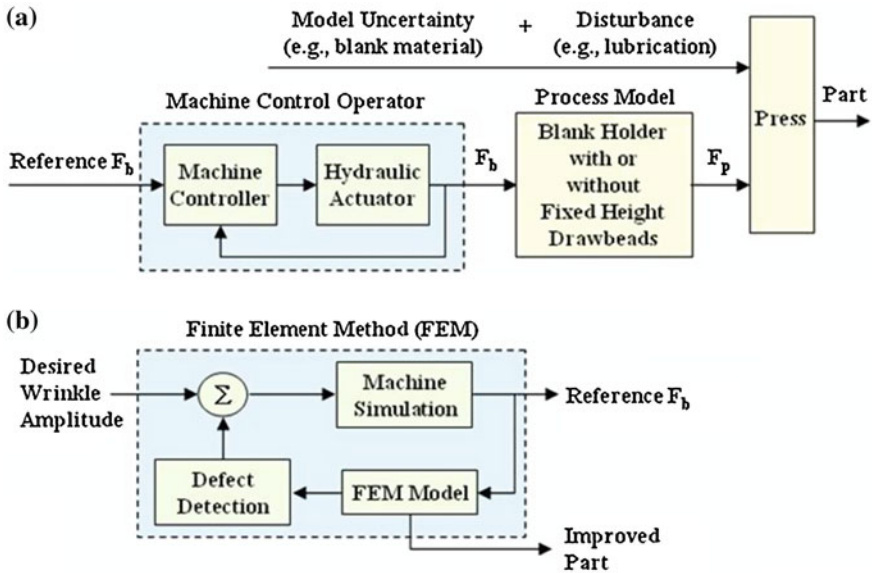 (a)
Model Uncertainty + Disturbance
(e.g., blank material) (e.g., lubrication)
Part
Machine Control Operator
Process Model
Press
Reference Fb
Machine
Controller
Hydraulic
Actuator
Fb
Blank Holder
with or
without
Fixed Height
Drawbeads
Fp
(b)
Finite Element Method (FEM)
Desired
Wrinkle
Amplitude
Σ
Machine
Simulation
Reference Fb
Defect
Detection
FEM Model
Improved
Part